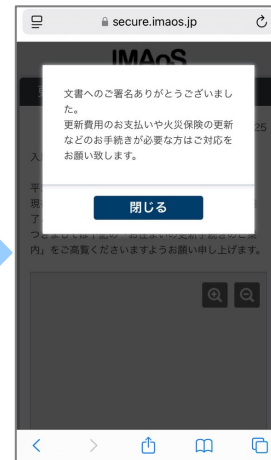 secure.imaos.jp
IMAoS
文書へのご署名ありがとうございまし
た。
更新費用のお支払いや火災保険の更新
などのお手続きが必要な方はご対応を
お願い致します。
閉じる
25
入
平
現
了
内」をご高覧くださいますようお願い申し上げます。